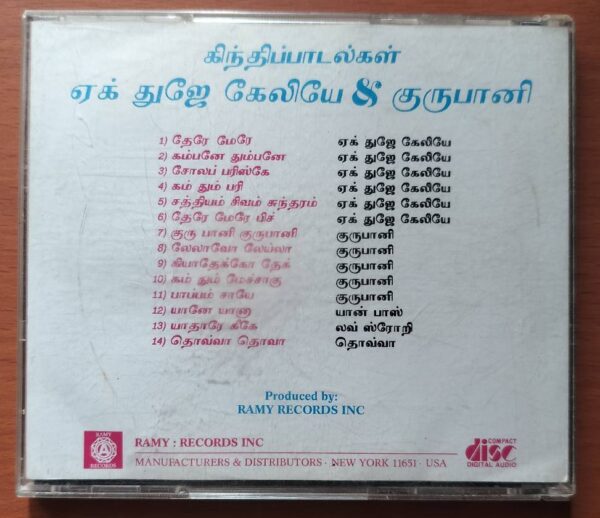 கிந்திப்பாடல்கள்
ஏக் துஜே கேலியே & குருபானி
1) தேரே மேரே ஏக் துஜே கேலியே
2) கம்பனே தும்பனே ஏக் துஜே கேலியே
3) சோலப் பரிஸ்கே ஏக் துஜே கேலியே
4) கம் தும் பரி ஏக் துஜே கேலியே
5) சத்தியம் சிவம் சுந்தரம் ஏக் துஜே கேலியே
6) தேரே மேரே பிச் ஏக் துஜே கேலியே
7) குரு பானி குருபானி குருபானி
8) லேலாவோ லேய்லா குருபானி
9) கியாதேக்கோ நேக் குருபானி
10) கம் தும் மேச்சாகு குருபானி
11) பாப்பம் சாயே குருபானி
12) யானே யானு யான் பாஸ்
13) யாதாரே கீகே லவ் ஸ்ரோறி
14) தொவ்வா தொவா தொவ்வா
Produced by:
RAMY RECORDS INC
RAMY
RECORDS
RAMY : RECORDS INC
MANUFACTURERS & DISTRIBUTORS · NEW YORK 11651 · USA
COMPACT
disc
DIGITAL AUDIO